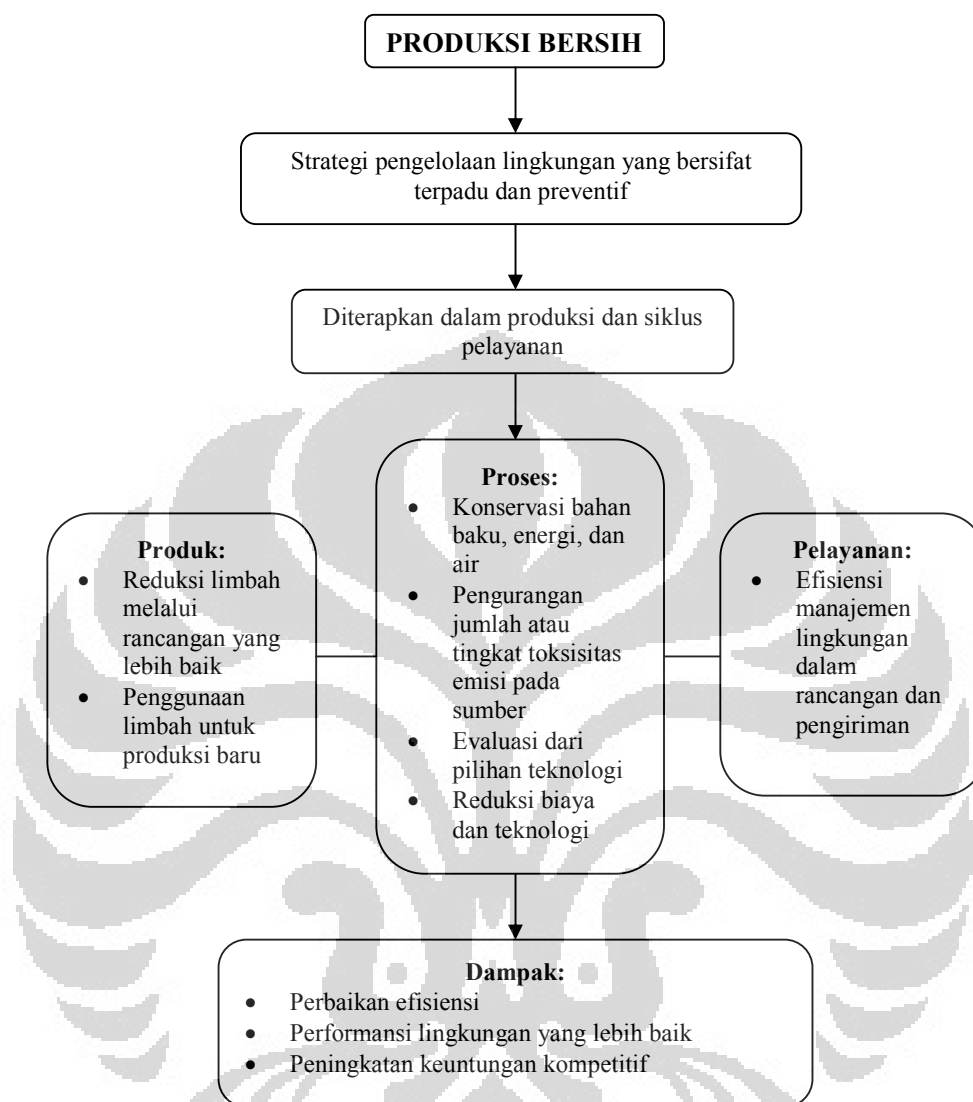 PRODUKSI BERSIH
Strategi pengelolaan lingkungan yang bersifat
terpadu dan preventif
Diterapkan dalam produksi dan siklus
pelayanan
Produk:
• Reduksi limbah
melalui
rancangan yang
lebih baik
• Penggunaan
limbah untuk
produksi baru
Proses:
• Konservasi bahan
baku, energi, dan
air
• Pengurangan
jumlah atau
tingkat toksisitas
emisi pada
sumber
• Evaluasi dari
pilihan teknologi
• Reduksi biaya
dan teknologi
Pelayanan:
• Efisiensi
manajemen
lingkungan
dalam
rancangan dan
pengiriman
Dampak:
• Perbaikan efisiensi
• Performansi lingkungan yang lebih baik
• Peningkatan keuntungan kompetitif